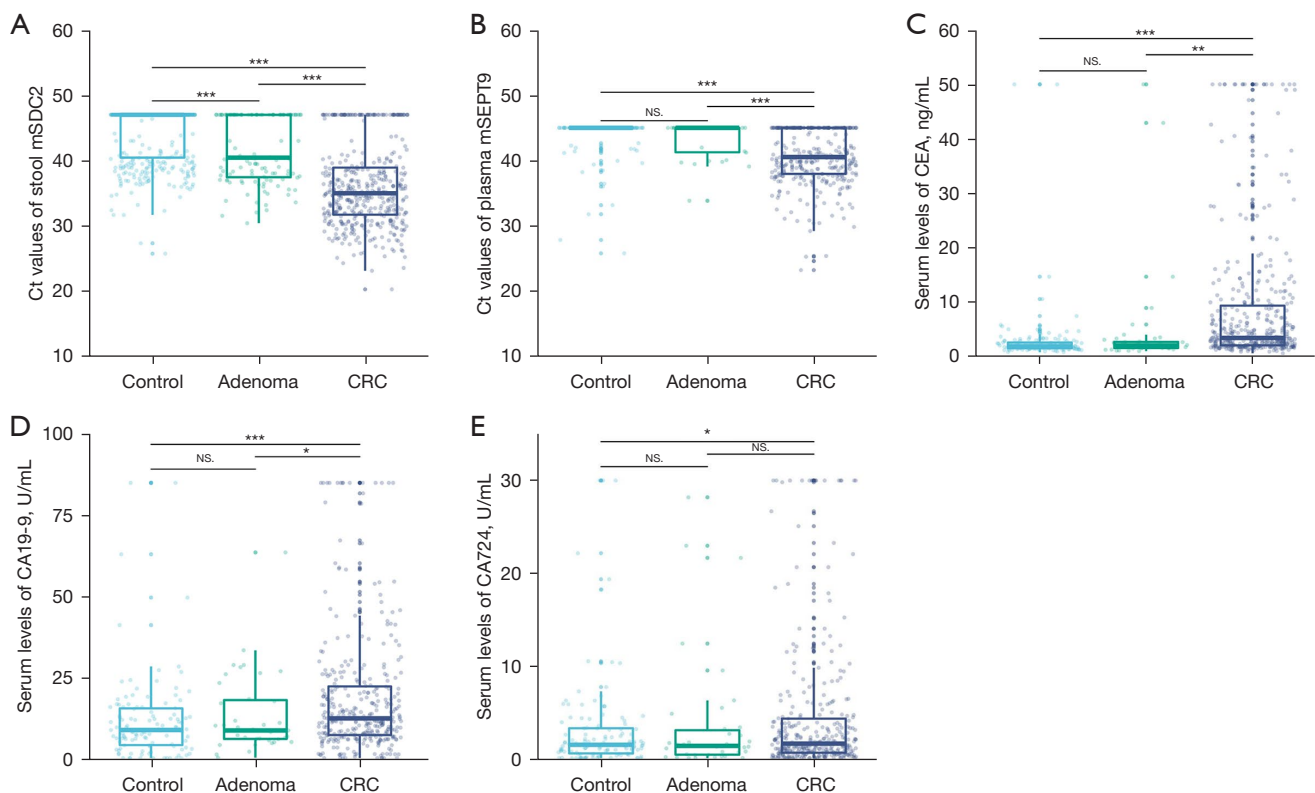 A
Ct values of stool mSDC2
60
50
40
30
20
10
***
***
***
Control
Adenoma
CRC
B
Ct values of plasma mSEPT9
60
50
40
30
20
10
***
***
NS.
Control
Adenoma
CRC
C
Serum levels of CEA, ng/mL
60
50
40
30
20
10
0
***
**
NS.
Control
Adenoma
CRC
D
Serum levels of CA19-9, U/mL
100
75
50
25
0
***
*
NS.
Control
Adenoma
CRC
E
Serum levels of CA724, U/mL
30
20
10
0
*
NS.
NS.
Control
Adenoma
CRC